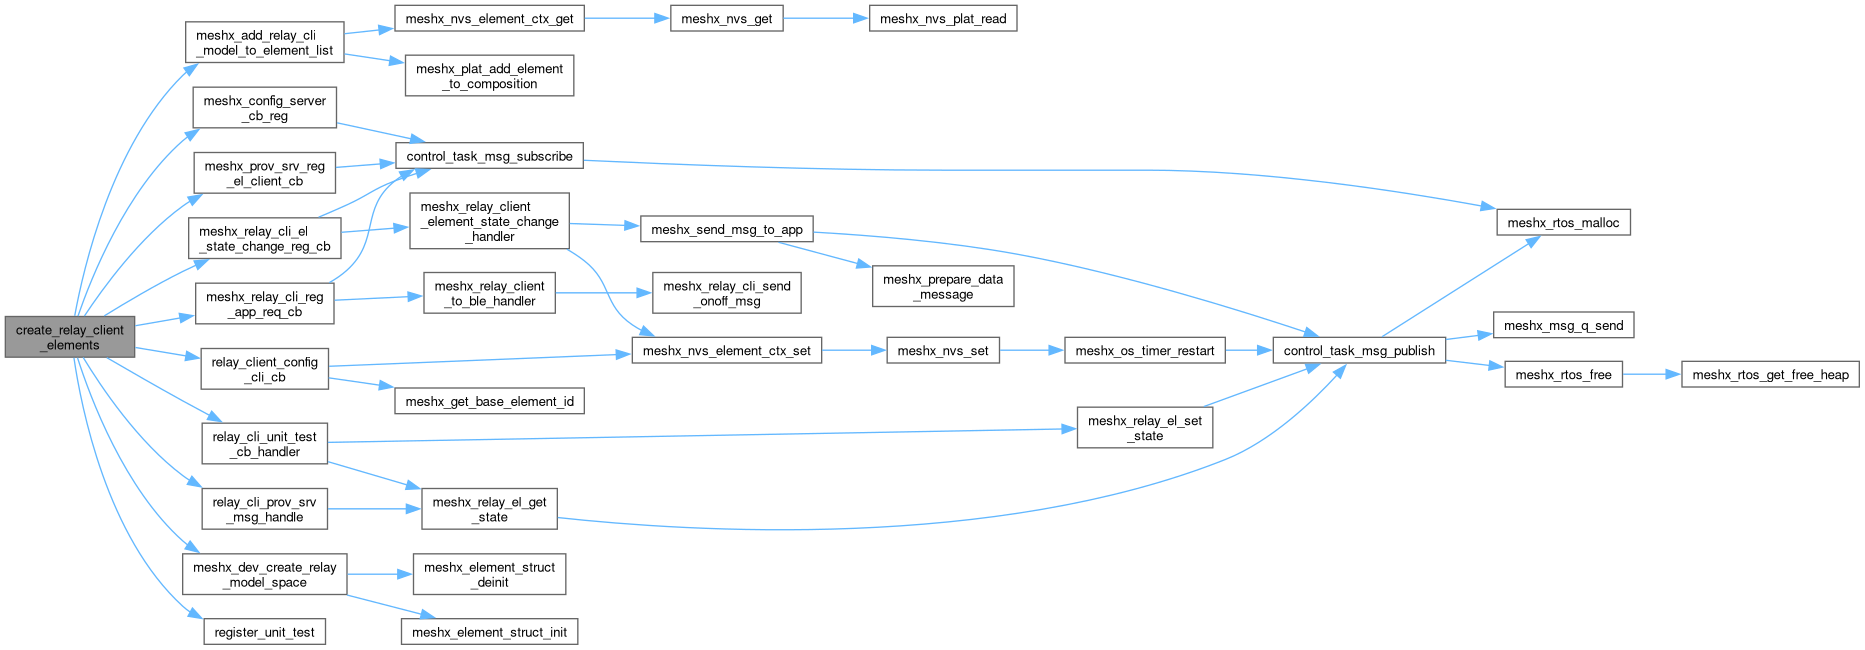 create_relay_client
_elements
meshx_add_relay_cli
_model_to_element_list
meshx_config_server
_cb_reg
meshx_prov_srv_reg
_el_client_cb
meshx_relay_cli_el
_state_change_reg_cb
meshx_relay_cli_reg
_app_req_cb
relay_client_config
_cli_cb
relay_cli_unit_test
_cb_handler
relay_cli_prov_srv
_msg_handle
meshx_dev_create_relay
_model_space
register_unit_test
meshx_nvs_element_ctx_get
meshx_plat_add_element
_to_composition
control_task_msg_subscribe
meshx_relay_client
_element_state_change
_handler
meshx_relay_client
_to_ble_handler
meshx_get_base_element_id
meshx_relay_el_get
_state
meshx_element_struct
_deinit
meshx_element_struct_init
meshx_nvs_get
meshx_send_msg_to_app
meshx_relay_cli_send
_onoff_msg
meshx_nvs_element_ctx_set
meshx_nvs_plat_read
meshx_prepare_data
_message
meshx_nvs_set
meshx_os_timer_restart
meshx_relay_el_set
_state
control_task_msg_publish
meshx_rtos_malloc
meshx_msg_q_send
meshx_rtos_free
meshx_rtos_get_free_heap